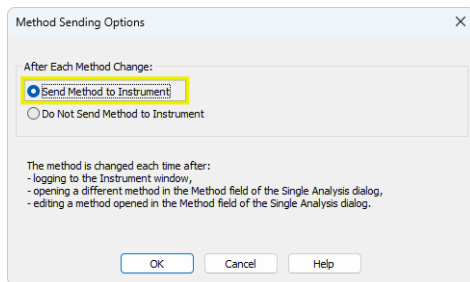 Method Sending Options
After Each Method Change:
Send Method to Instrument
Do Not Send Method to Instrument
The method is changed each time after:
- logging to the Instrument window,
- opening a different method in the Method field of the Single Analysis dialog,
- editing a method opened in the Method field of the Single Analysis dialog.
OK Cancel Help